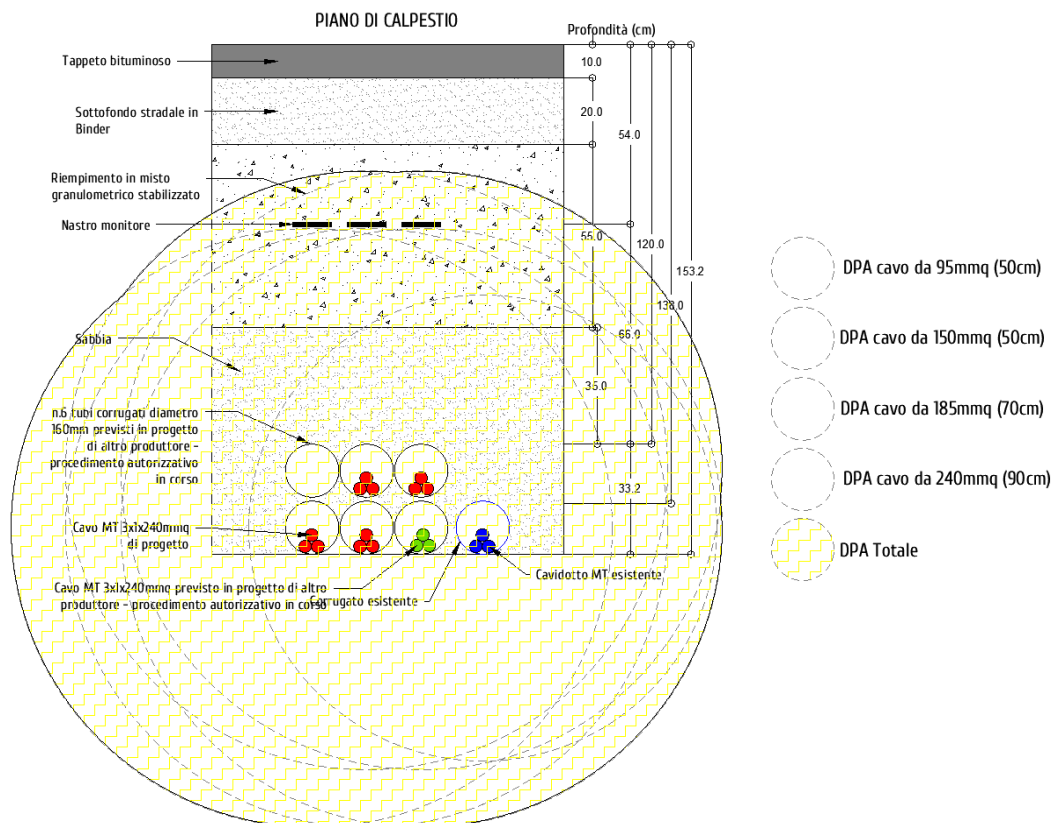 PIANO DI CALPESTIO
Profondità (cm)
Tappeto bituminoso
10.0
Sottofondo stradale in
Binder
20.0
54.0
Riempimento in misto
granulometrico stabilizzato
Nastro monitore
55.0
120.0
153.2
138.0
66.0
Sabbia
35.0
n.6 tubi corrugati diametro
160mm previsti in progetto
di altro produttore -
procedimento autorizzativo
in corso
33.2
Cavo MT 3x1x240mmq
di progetto
Cavidotto MT esistente
Cavo MT 3x1x240mmq previsto in progetto di altro
produttore - procedimento autorizzativo in corso
Corrugato esistente
DPA cavo da 95mmq (50cm)
DPA cavo da 150mmq (50cm)
DPA cavo da 185mmq (70cm)
DPA cavo da 240mmq (90cm)
DPA Totale